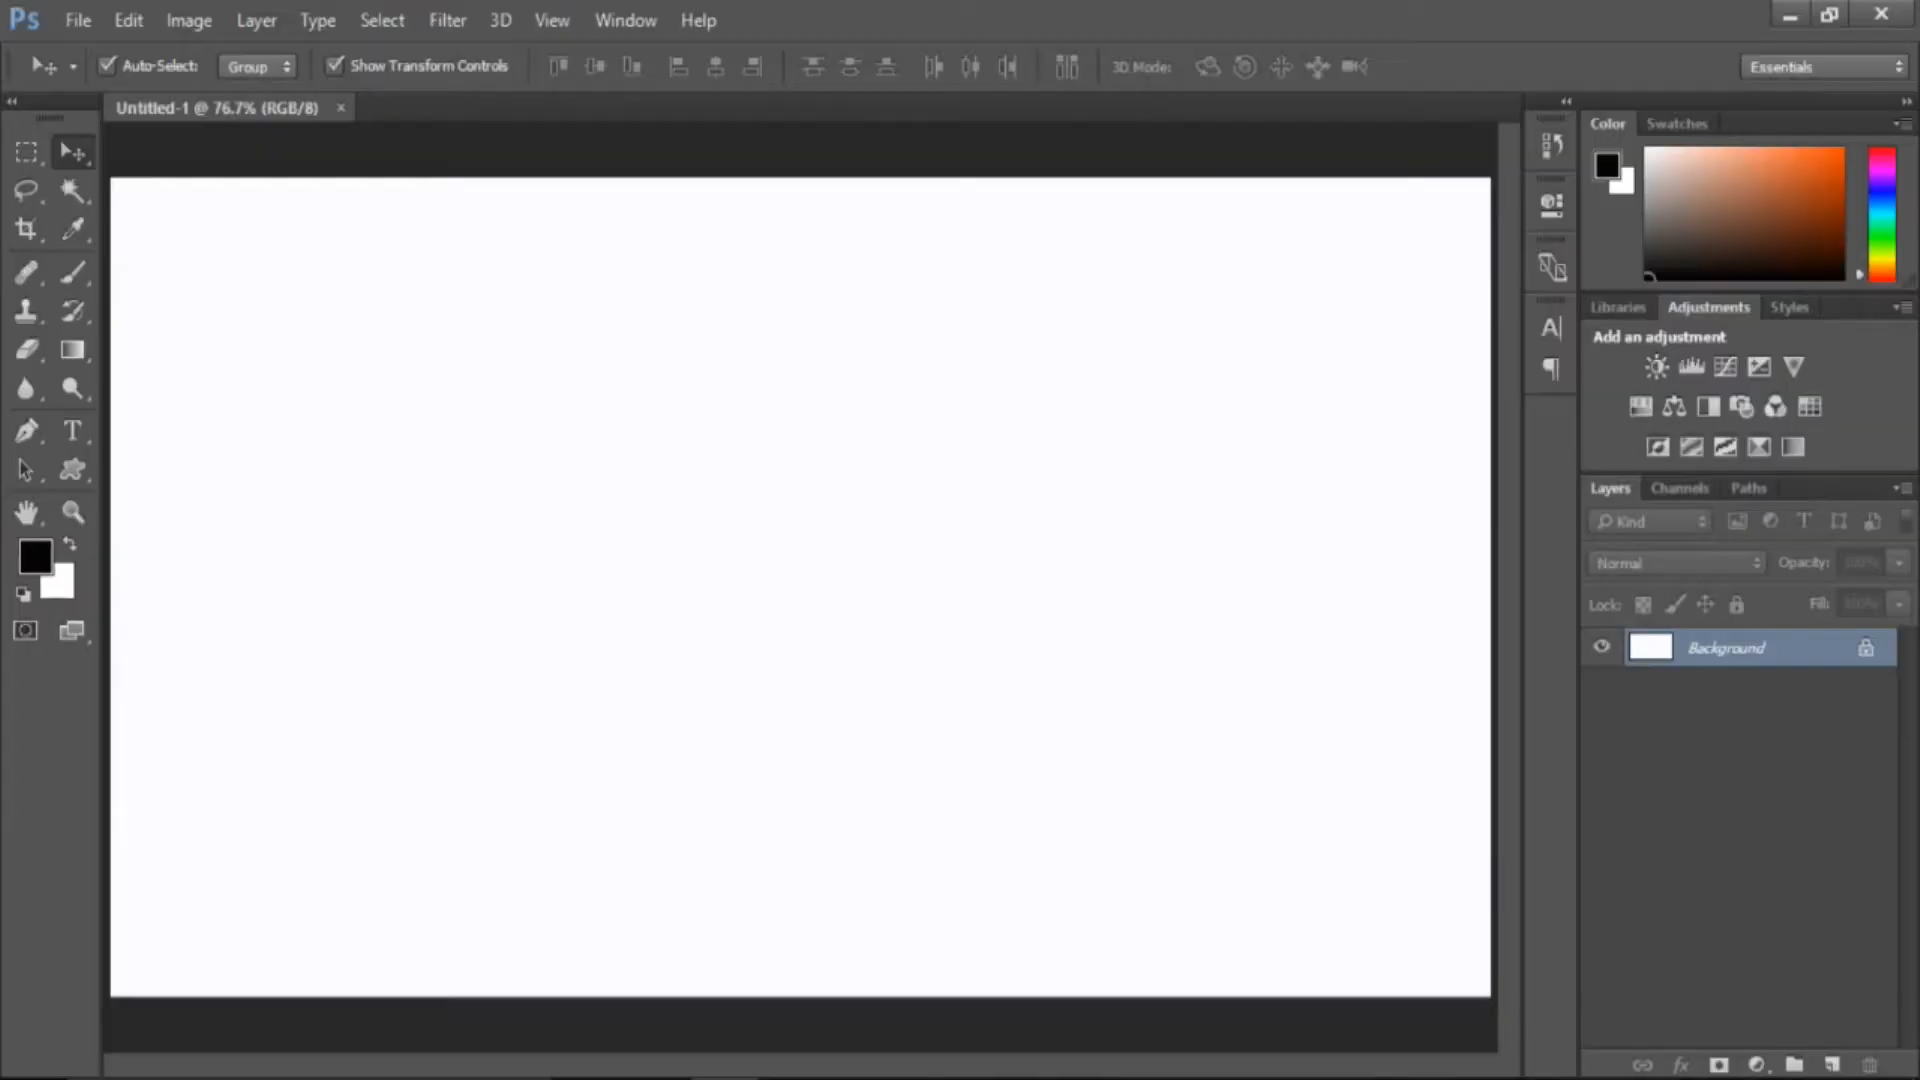 Ps File Edit Image Layer Type Select Filter 3D View Window Help
Auto-Select: Group Show Transform Controls 3D Mode: Essentials
Untitled-1 @ 76.7% (RGB/8) ×
Color Swatches
Libraries Adjustments Styles
Add an adjustment
Layers Channels Paths
Kind
Normal Opacity: 100%
Lock: Fill: 100%
Background